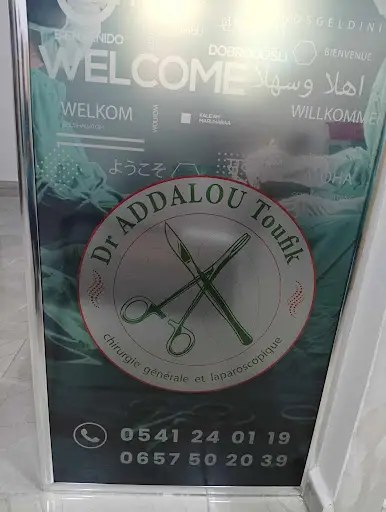 HOSGELDINI
BIENVENIDO
DOBRODOŠLI
BIENVENUE
WELCOME
اهلا وسهلا
WELKOM
WILLKOMMEN
ようこそ
Dr ADDALOU Toufik
chirurgie générale et laparoscopique
0541 24 01 19
0657 50 20 39